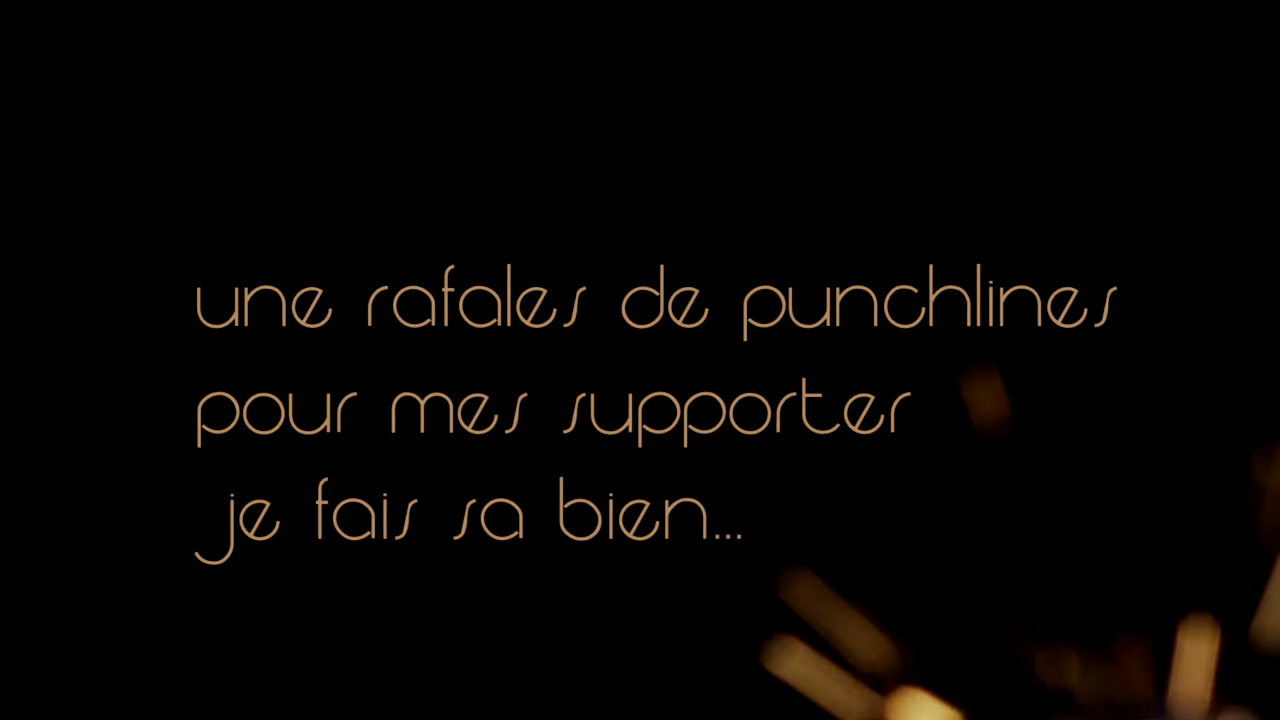 une rafales de punchlines
pour mes supporter
je fais sa bien...